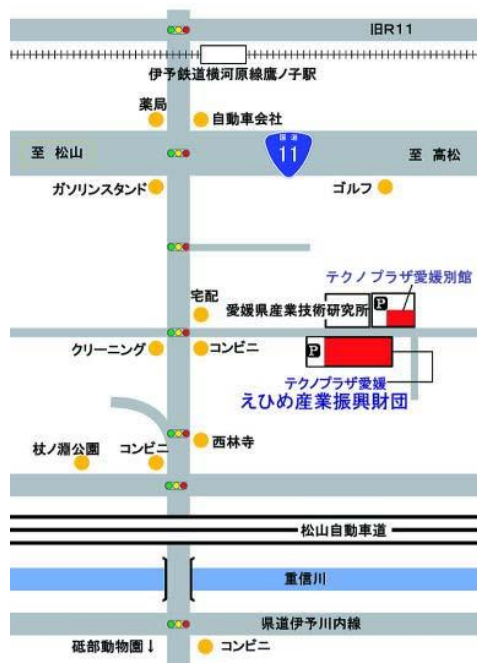 旧R11
伊予鉄道横河原線鷹ノ子駅
薬局
自動車会社
至 松山
国道
11
至 高松
ガソリンスタンド
ゴルフ
テクノプラザ愛媛別館
宅配
愛媛県産業技術研究所
P
クリーニング
コンビニ
P
テクノプラザ愛媛
えひめ産業振興財団
杖ノ淵公園
コンビニ
西林寺
松山自動車道
重信川
県道伊予川内線
砥部動物園↓
コンビニ